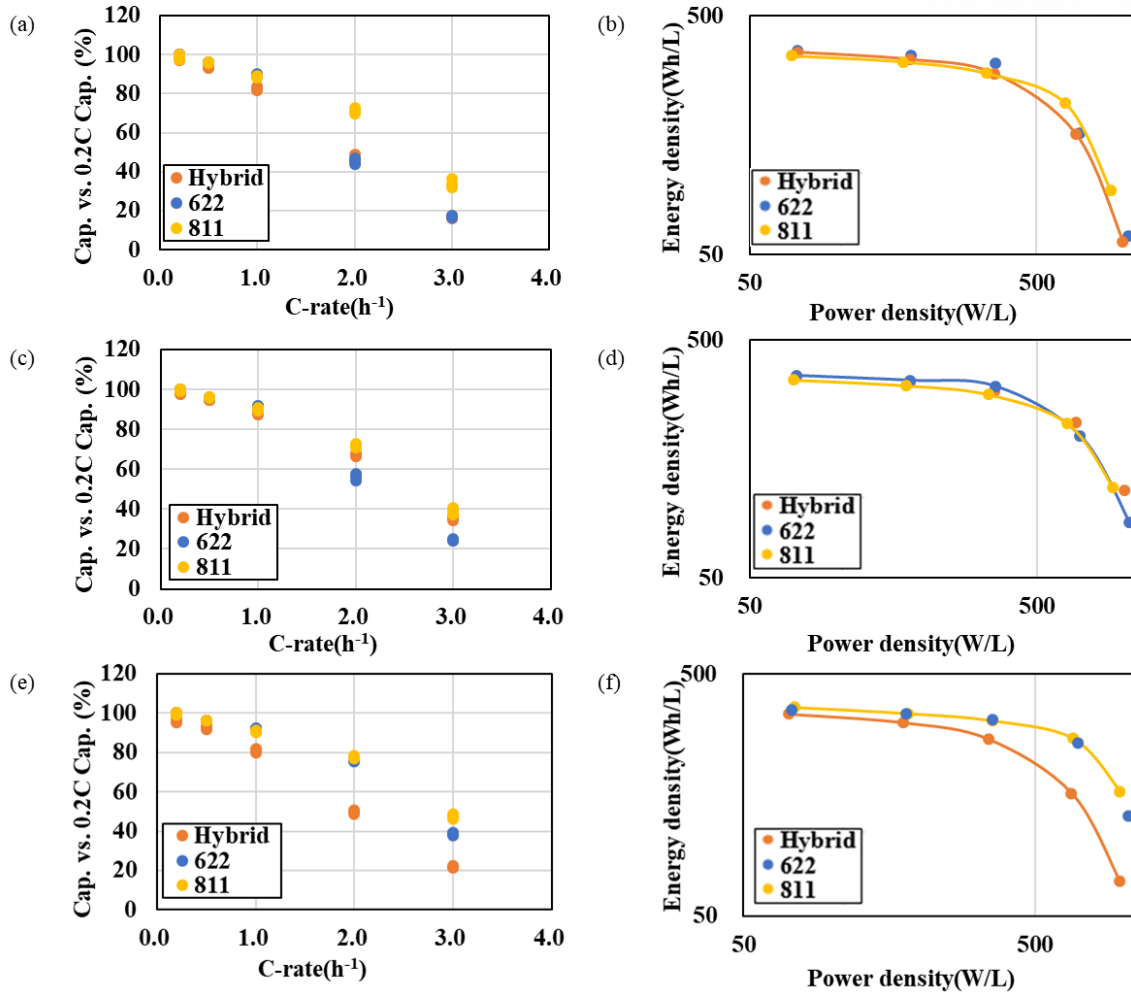 (a)
Cap. vs. 0.2C Cap. (%)
120
100
80
60
40
20
0
Hybrid
622
811
0.0 1.0 2.0 3.0 4.0
C-rate(h⁻¹)
(b)
Energy density(Wh/L)
500
50
Hybrid
622
811
50 500
Power density(W/L)
(c)
Cap. vs. 0.2C Cap. (%)
120
100
80
60
40
20
0
Hybrid
622
811
0.0 1.0 2.0 3.0 4.0
C-rate(h⁻¹)
(d)
Energy density(Wh/L)
500
50
Hybrid
622
811
50 500
Power density(W/L)
(e)
Cap. vs. 0.2C Cap. (%)
120
100
80
60
40
20
0
Hybrid
622
811
0.0 1.0 2.0 3.0 4.0
C-rate(h⁻¹)
(f)
Energy density(Wh/L)
500
50
Hybrid
622
811
50 500
Power density(W/L)